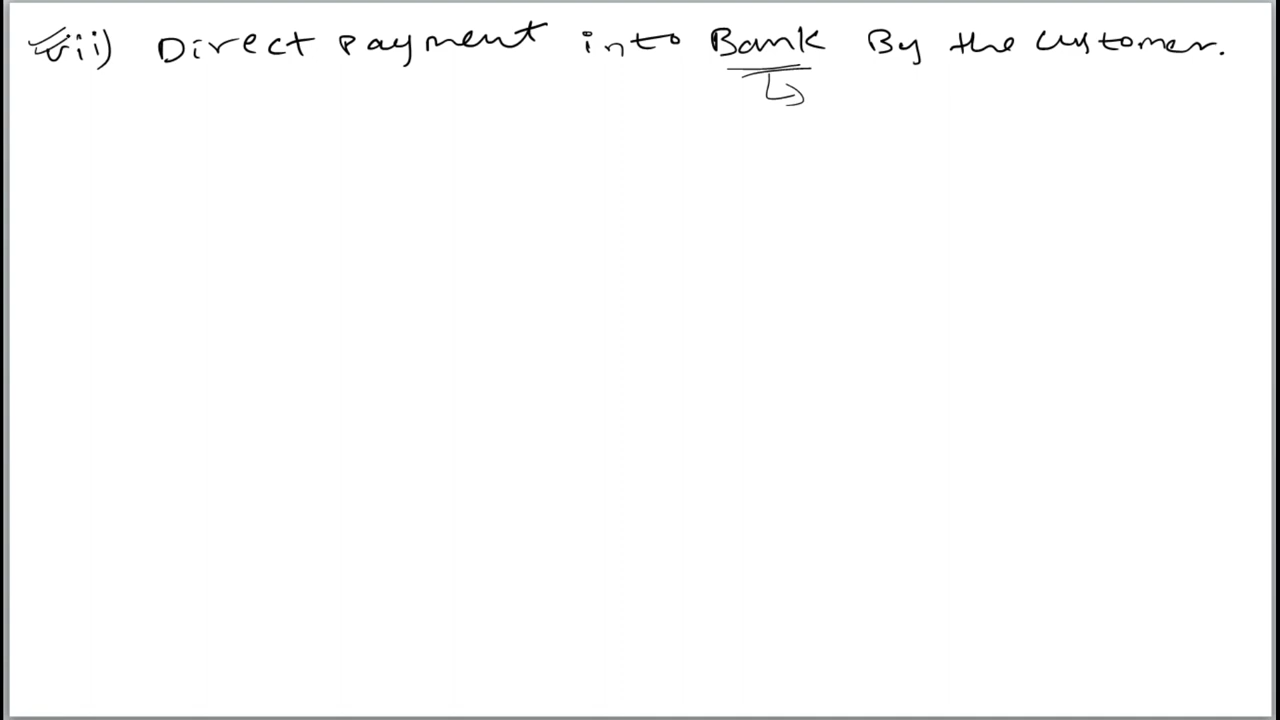 vii) Direct payment into Bank By the customer.